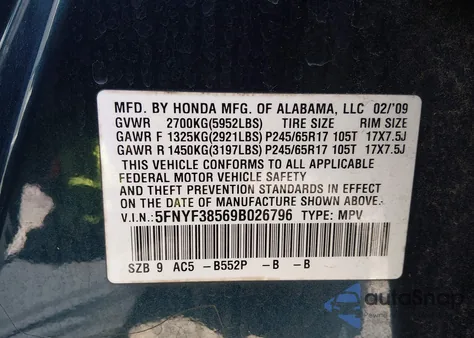 MFD. BY HONDA MFG. OF ALABAMA, LLC 02/'09
GVWR 2700KG(5952LBS) TIRE SIZE RIM SIZE
GAWR F 1325KG(2921LBS) P245/65R17 105T 17X7.5J
GAWR R 1450KG(3197LBS) P245/65R17 105T 17X7.5J
THIS VEHICLE CONFORMS TO ALL APPLICABLE
FEDERAL MOTOR VEHICLE SAFETY
AND THEFT PREVENTION STANDARDS IN EFFECT
ON THE DATE OF MANUFACTURE SHOWN ABOVE.
V.I.N.: 5FNYF38569B026796 TYPE: MPV
SZB 9 AC5 -B552P -B -B
autoSnap